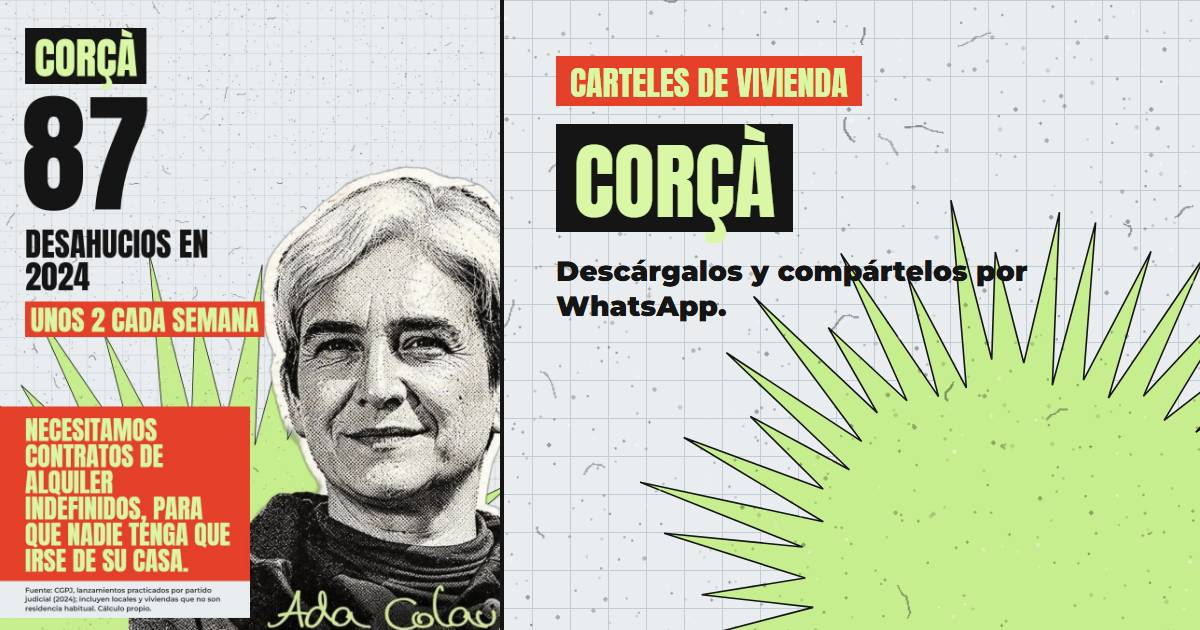 CORÇÀ
87
DESAHUCIOS EN
2024
UNOS 2 CADA SEMANA
NECESITAMOS
CONTRATOS DE
ALQUILER
INDEFINIDOS, PARA
QUE NADIE TENGA QUE
IRSE DE SU CASA.
Fuente: CGPJ, lanzamientos practicados por partido
judicial (2024); incluyen locales y viviendas que no son
residencia habitual. Cálculo propio.
Ada Colau
CARTELES DE VIVIENDA
CORÇÀ
Descárgalos y compártelos por
WhatsApp.